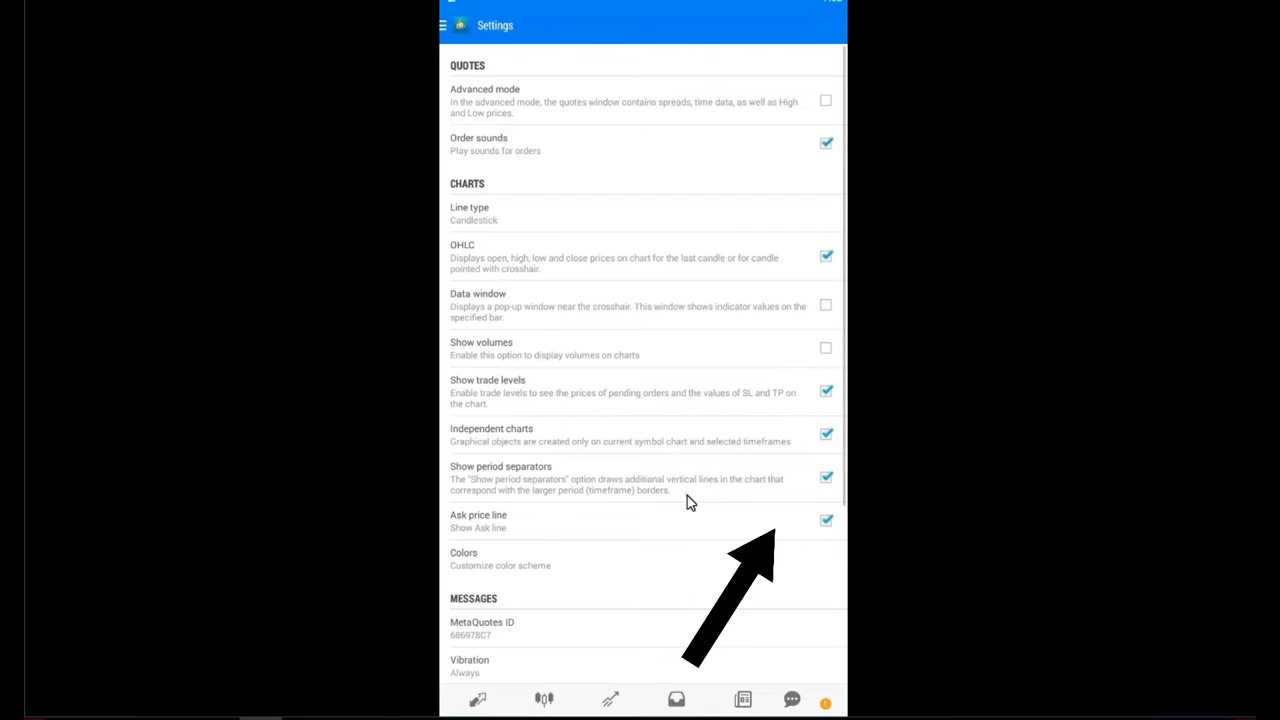 Settings
QUOTES
Advanced mode
In the advanced mode, the quotes window contains spreads, time data, as well as High
and Low prices.
Order sounds
Play sounds for orders
CHARTS
Line type
Candlestick
OHLC
Displays open, high, low and close prices on chart for the last candle or for candle
pointed with crosshair.
Data window
Displays a pop-up window near the crosshair. This window shows indicator values on the
specified bar.
Show volumes
Enable this option to display volumes on charts
Show trade levels
Enable trade levels to see the prices of pending orders and the values of SL and TP on
the chart.
Independent charts
Graphical objects are created only on current symbol chart and selected timeframes
Show period separators
The "Show period separators" option draws additional vertical lines in the chart that
correspond with the larger period (timeframe) borders.
Ask price line
Show Ask line
Colors
Customize color scheme
MESSAGES
MetaQuotes ID
686978C7
Vibration
Always